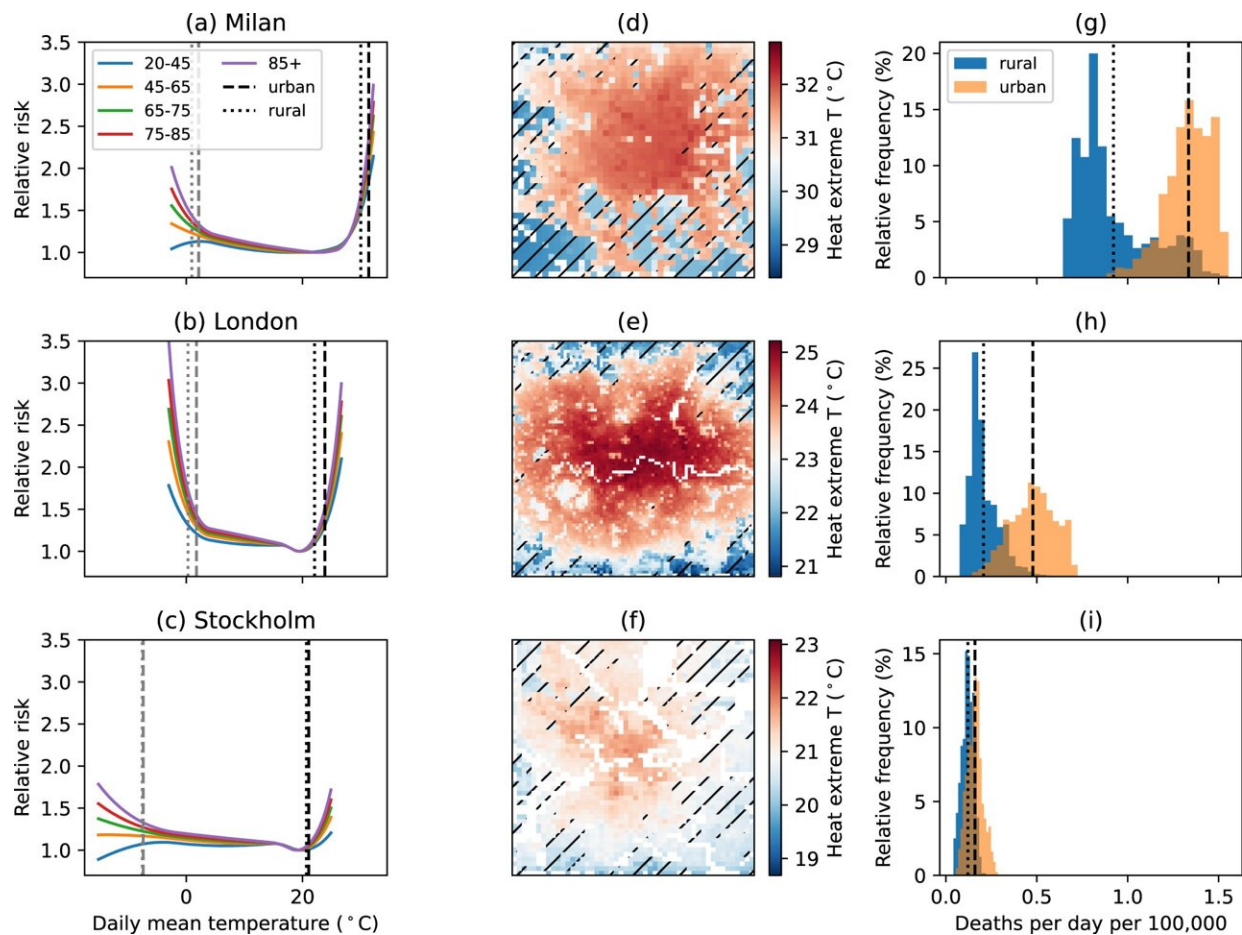 (a) Milan
Relative risk
3.5
3.0
2.5
2.0
1.5
1.0
20-45
45-65
65-75
75-85
85+
urban
rural
(d)
32
31
30
29
Heat extreme T (°C)
(g)
Relative frequency (%)
20
15
10
5
0
rural
urban
(b) London
Relative risk
3.5
3.0
2.5
2.0
1.5
1.0
(e)
25
24
23
22
21
Heat extreme T (°C)
(h)
Relative frequency (%)
25
20
15
10
5
0
(c) Stockholm
Relative risk
3.5
3.0
2.5
2.0
1.5
1.0
0
20
Daily mean temperature (°C)
(f)
23
22
21
20
19
Heat extreme T (°C)
(i)
Relative frequency (%)
15
10
5
0
0.0
0.5
1.0
1.5
Deaths per day per 100,000